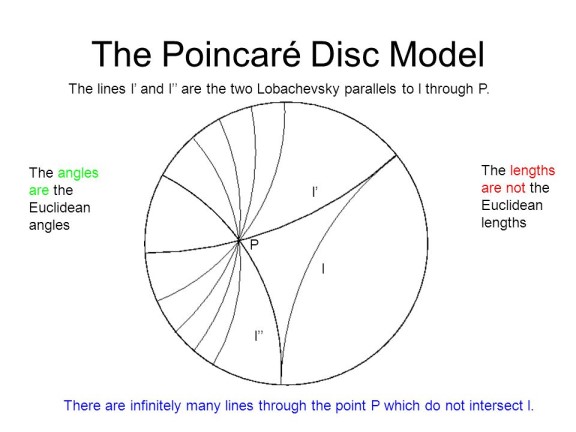 The Poincaré Disc Model
The lines l’ and l’’ are the two Lobachevsky parallels to l through P.
The angles
are the
Euclidean
angles
The lengths
are not the
Euclidean
lengths
l’
P
l
l’’
There are infinitely many lines through the point P which do not intersect l.